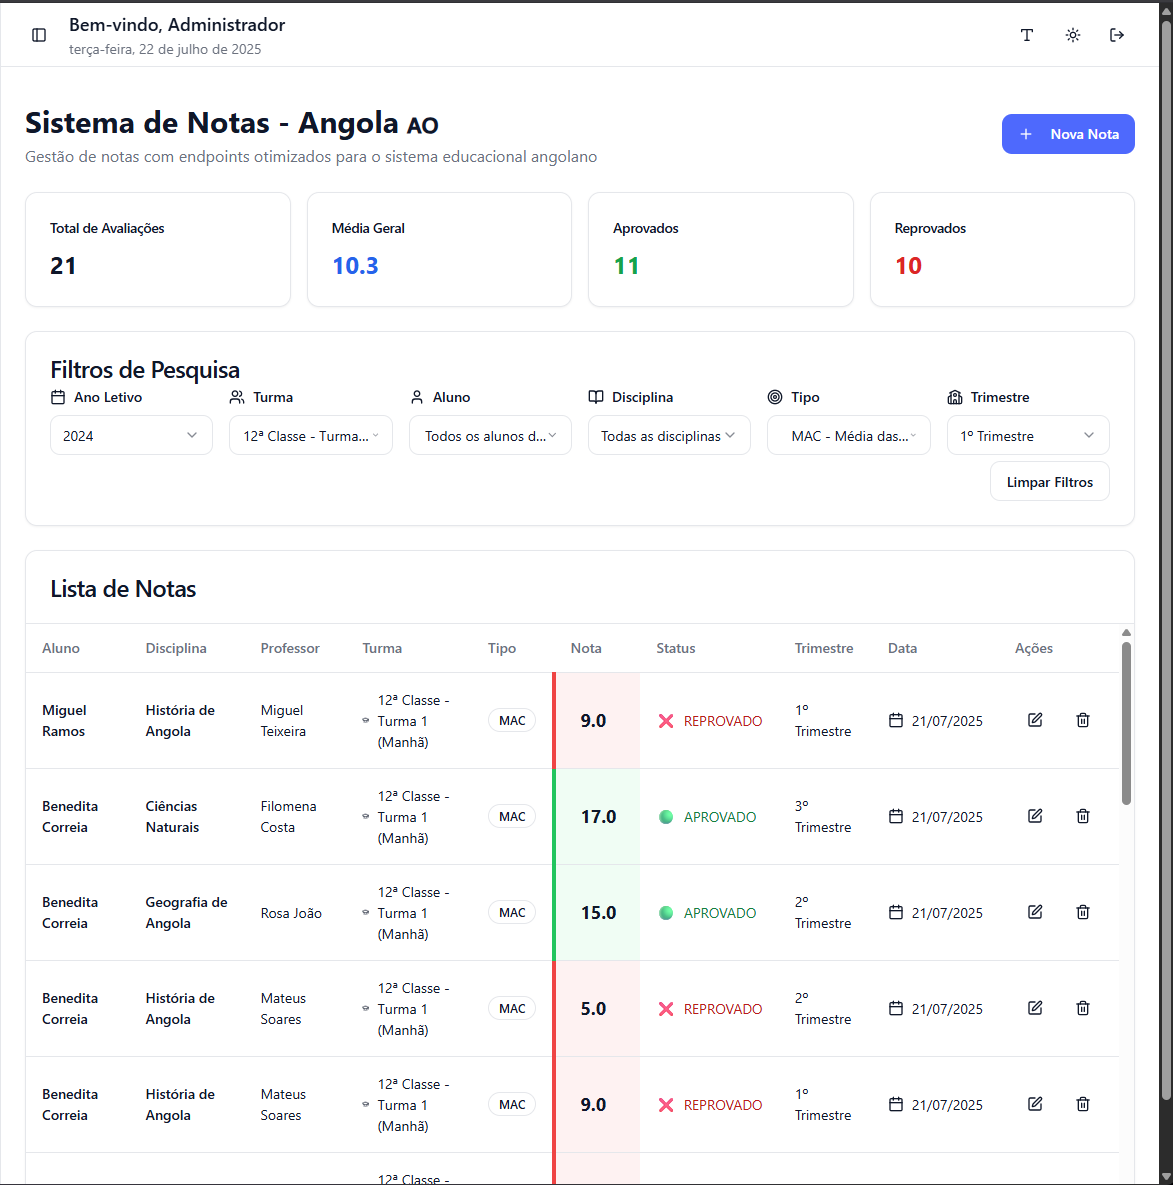 Bem-vindo, Administrador
terça-feira, 22 de julho de 2025
Sistema de Notas - Angola AO
Gestão de notas com endpoints otimizados para o sistema educacional angolano
Nova Nota
Total de Avaliações
21
Média Geral
10.3
Aprovados
11
Reprovados
10
Filtros de Pesquisa
Ano Letivo
2024
Turma
12ª Classe - Turma...
Aluno
Todos os alunos d...
Disciplina
Todas as disciplinas
Tipo
MAC - Média das...
Trimestre
1º Trimestre
Limpar Filtros
Lista de Notas
Aluno Disciplina Professor Turma Tipo Nota Status Trimestre Data Ações
Miguel Ramos História de Angola Miguel Teixeira 12ª Classe - Turma 1 (Manhã) MAC 9.0 REPROVADO 1º Trimestre 21/07/2025
Benedita Correia Ciências Naturais Filomena Costa 12ª Classe - Turma 1 (Manhã) MAC 17.0 APROVADO 3º Trimestre 21/07/2025
Benedita Correia Geografia de Angola Rosa João 12ª Classe - Turma 1 (Manhã) MAC 15.0 APROVADO 2º Trimestre 21/07/2025
Benedita Correia História de Angola Mateus Soares 12ª Classe - Turma 1 (Manhã) MAC 5.0 REPROVADO 2º Trimestre 21/07/2025
Benedita Correia História de Angola Mateus Soares 12ª Classe - Turma 1 (Manhã) MAC 9.0 REPROVADO 1º Trimestre 21/07/2025
12ª Classe -